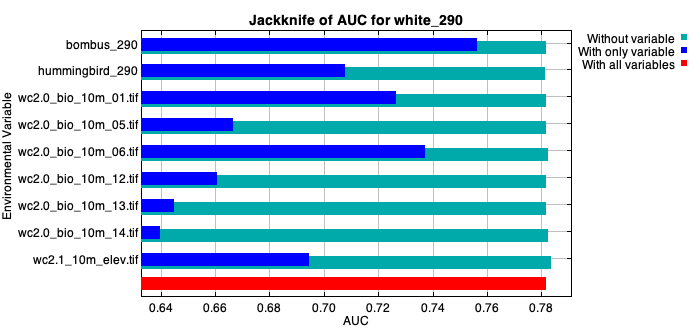 Jackknife of AUC for white_290
Without variable
With only variable
With all variables
Environmental Variable
bombus_290
hummingbird_290
wc2.0_bio_10m_01.tif
wc2.0_bio_10m_05.tif
wc2.0_bio_10m_06.tif
wc2.0_bio_10m_12.tif
wc2.0_bio_10m_13.tif
wc2.0_bio_10m_14.tif
wc2.1_10m_elev.tif
0.64 0.66 0.68 0.70 0.72 0.74 0.76 0.78
AUC